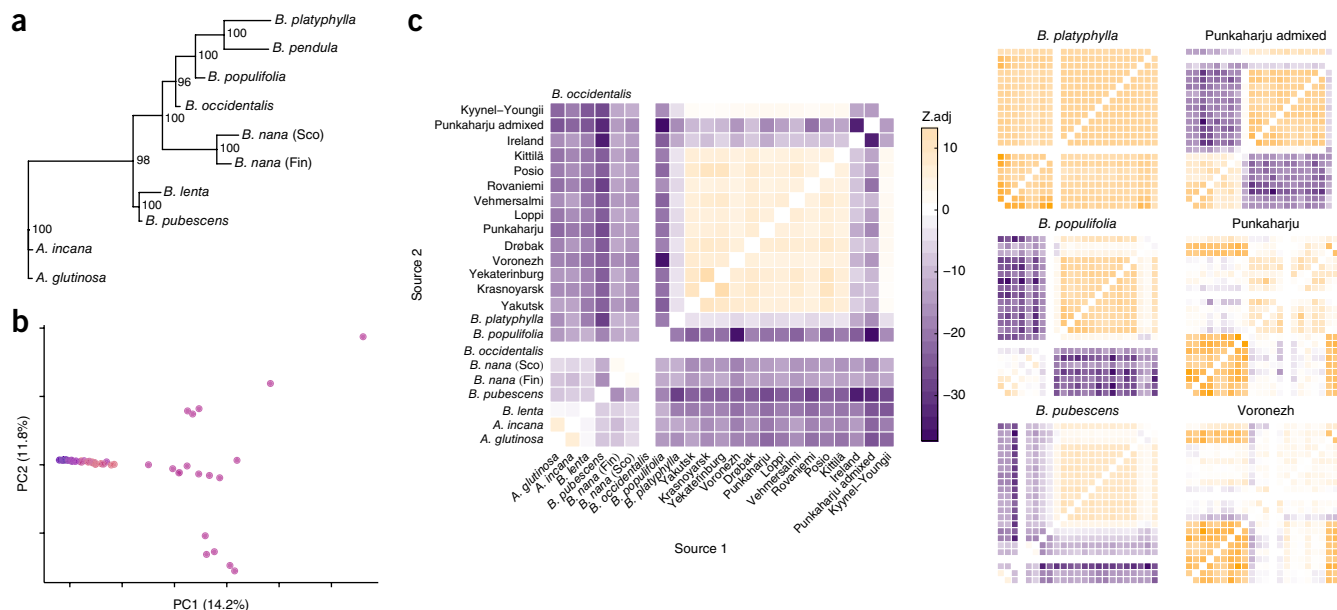 a
B. platyphylla
100
B. pendula
100
B. populifolia
96
B. occidentalis
100
B. nana (Sco)
100
B. nana (Fin)
98
B. lenta
100
B. pubescens
100
A. incana
A. glutinosa
b
PC2 (11.8%)
PC1 (14.2%)
c
B. occidentalis
Kyynel–Youngii
Punkaharju admixed
Ireland
Kittilä
Posio
Rovaniemi
Vehmersalmi
Loppi
Punkaharju
Drøbak
Voronezh
Yekaterinburg
Krasnoyarsk
Yakutsk
B. platyphylla
B. populifolia
B. occidentalis
B. nana (Sco)
B. nana (Fin)
B. pubescens
B. lenta
A. incana
A. glutinosa
Source 2
A. glutinosa
A. incana
B. lenta
B. pubescens
B. nana (Fin)
B. nana (Sco)
B. occidentalis
B. populifolia
B. platyphylla
Yakutsk
Krasnoyarsk
Yekaterinburg
Voronezh
Drøbak
Punkaharju
Loppi
Vehmersalmi
Rovaniemi
Posio
Kittilä
Ireland
Punkaharju admixed
Kyynel–Youngii
Source 1
Z.adj
10
0
−10
−20
−30
B. platyphylla
Punkaharju admixed
B. populifolia
Punkaharju
B. pubescens
Voronezh